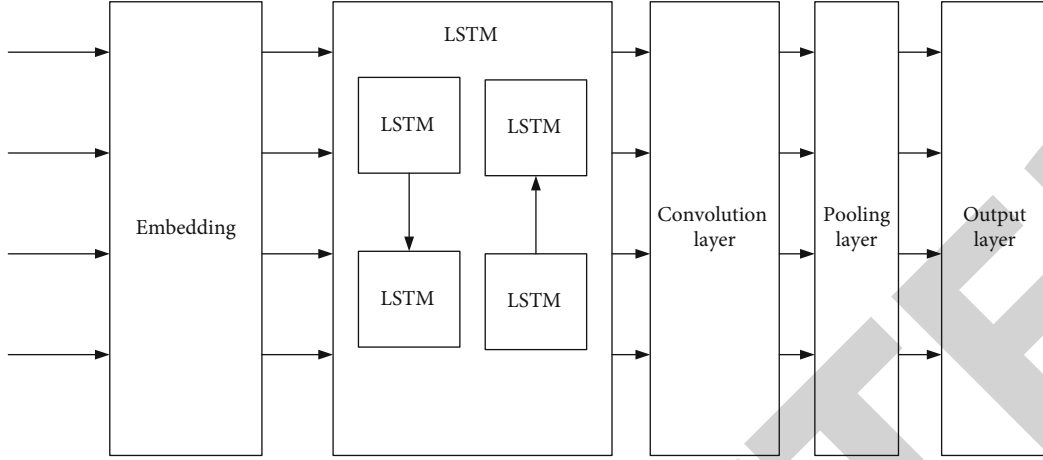 LSTM
LSTM
LSTM
Embedding
Convolution
layer
Pooling
layer
Output
layer
LSTM
LSTM